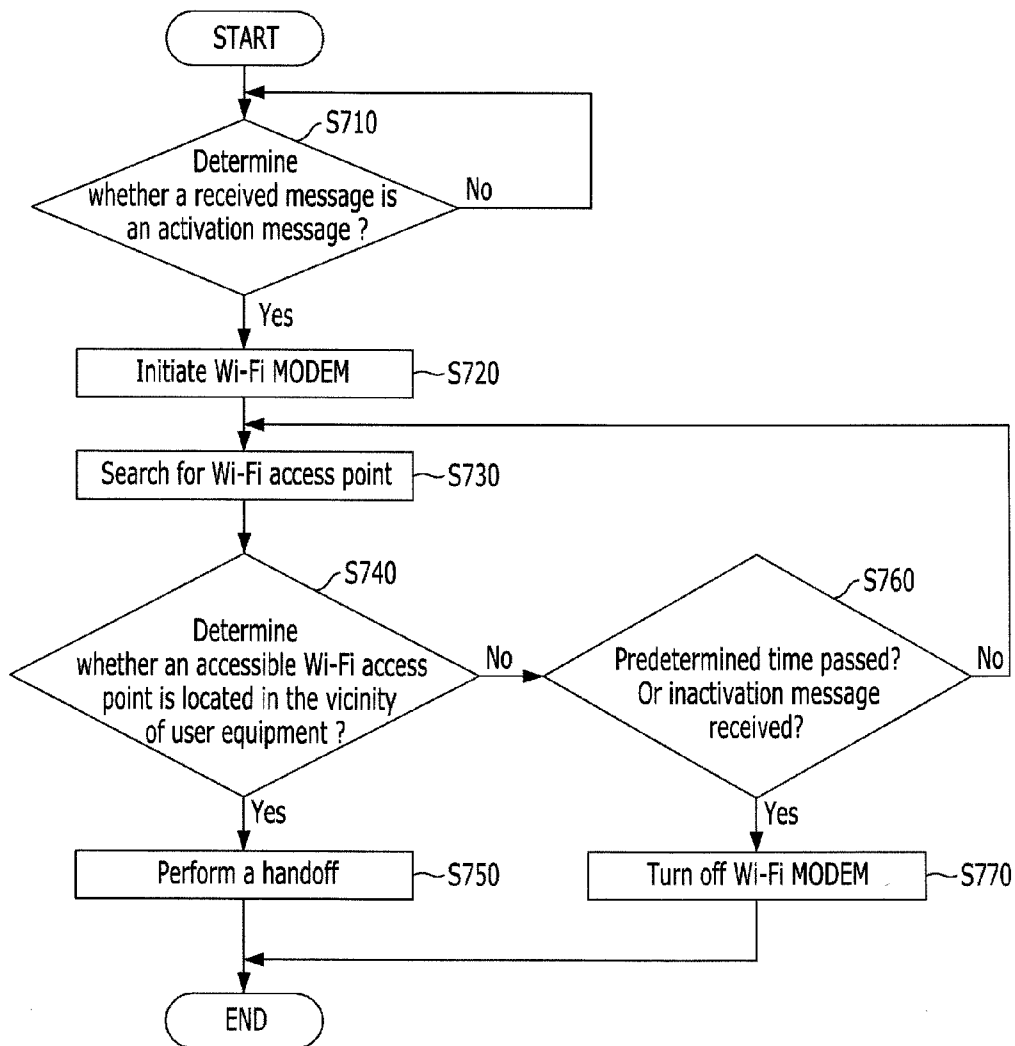 START
S710
Determine
whether a received message is
an activation message ?
No
Yes
Initiate Wi-Fi MODEM
S720
Search for Wi-Fi access point
S730
S740
Determine
whether an accessible Wi-Fi access
point is located in the vicinity
of user equipment ?
No
S760
Predetermined time passed?
Or inactivation message
received?
No
Yes
Perform a handoff
S750
Yes
Turn off Wi-Fi MODEM
S770
END